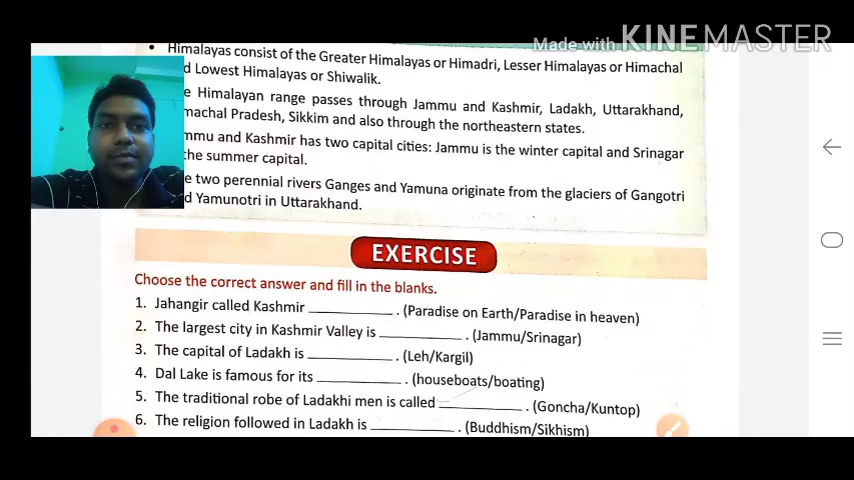 Made with KINEMASTER
• Himalayas consist of the Greater Himalayas or Himadri, Lesser Himalayas or Himachal
d Lowest Himalayas or Shiwalik.
e Himalayan range passes through Jammu and Kashmir, Ladakh, Uttarakhand,
machal Pradesh, Sikkim and also through the northeastern states.
mmu and Kashmir has two capital cities: Jammu is the winter capital and Srinagar
the summer capital.
e two perennial rivers Ganges and Yamuna originate from the glaciers of Gangotri
d Yamunotri in Uttarakhand.
EXERCISE
Choose the correct answer and fill in the blanks.
1. Jahangir called Kashmir __________ . (Paradise on Earth/Paradise in heaven)
2. The largest city in Kashmir Valley is __________ . (Jammu/Srinagar)
3. The capital of Ladakh is __________ . (Leh/Kargil)
4. Dal Lake is famous for its __________ . (houseboats/boating)
5. The traditional robe of Ladakhi men is called __________ . (Goncha/Kuntop)
6. The religion followed in Ladakh is __________ . (Buddhism/Sikhism)